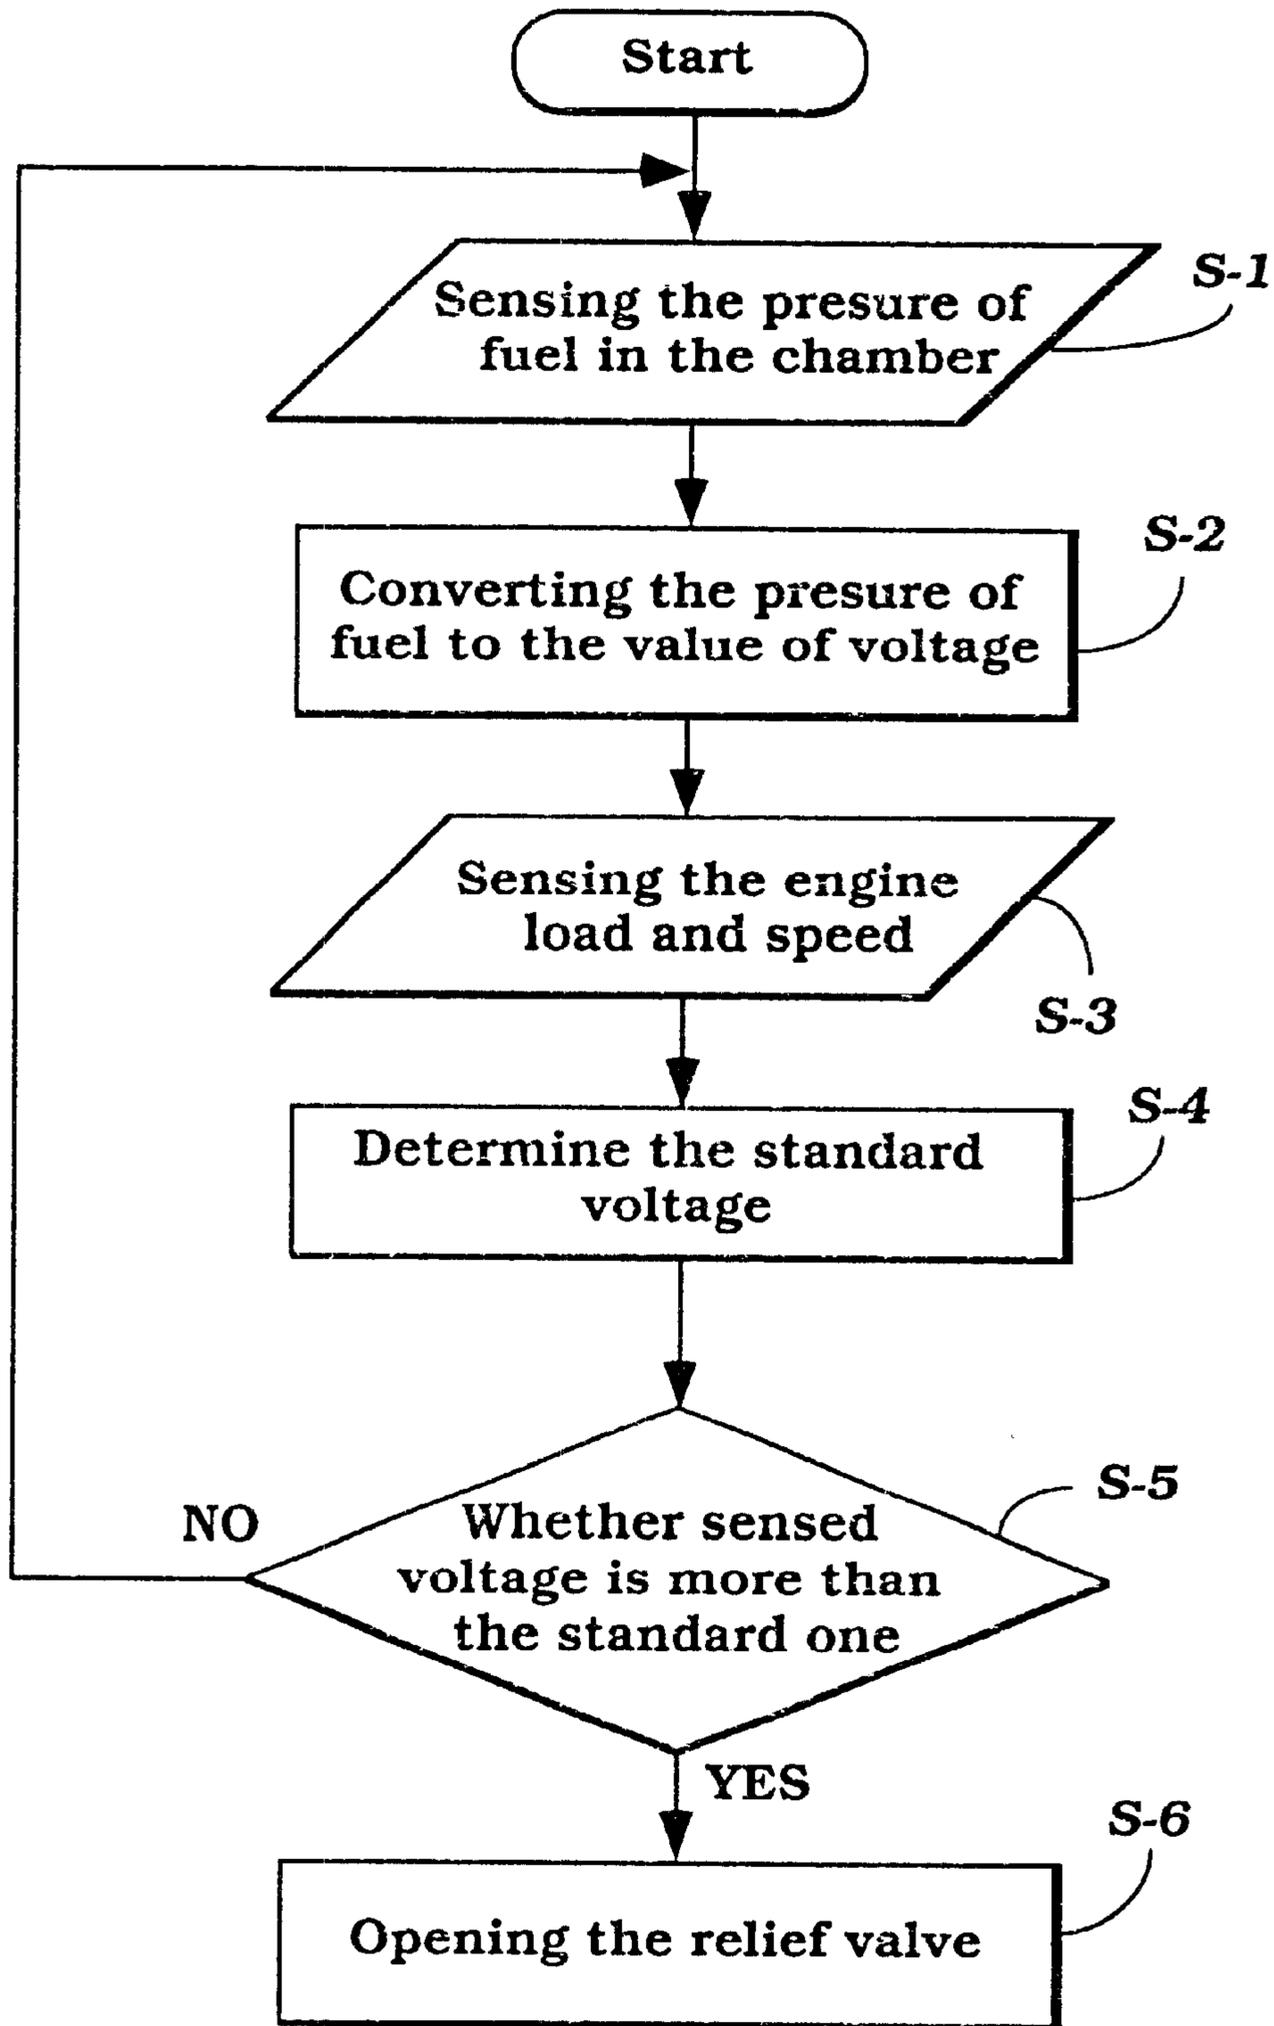 Start
Sensing the presure of
fuel in the chamber
S-1
Converting the presure of
fuel to the value of voltage
S-2
Sensing the engine
load and speed
S-3
Determine the standard
voltage
S-4
NO
Whether sensed
voltage is more than
the standard one
S-5
YES
Opening the relief valve
S-6